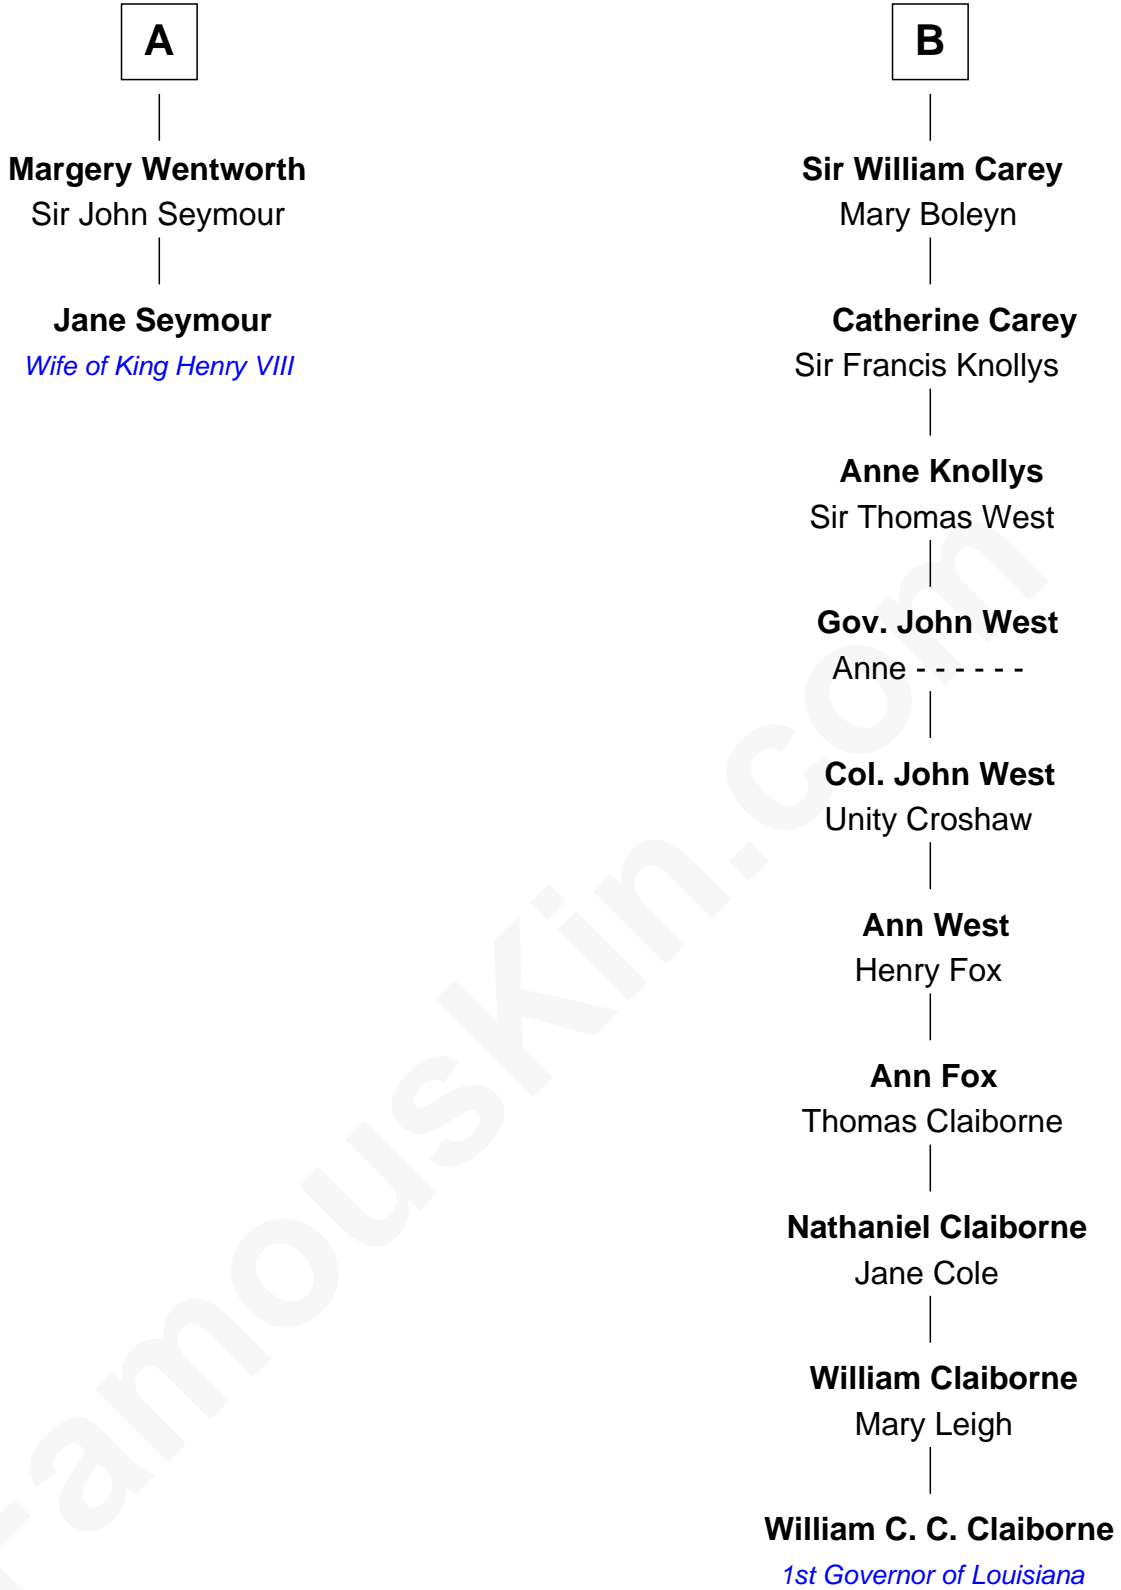 A
Margery Wentworth
Sir John Seymour
Jane Seymour
Wife of King Henry VIII
B
Sir William Carey
Mary Boleyn
Catherine Carey
Sir Francis Knollys
Anne Knollys
Sir Thomas West
Gov. John West
Anne - - - - - -
Col. John West
Unity Croshaw
Ann West
Henry Fox
Ann Fox
Thomas Claiborne
Nathaniel Claiborne
Jane Cole
William Claiborne
Mary Leigh
William C. C. Claiborne
1st Governor of Louisiana
FamousKin.com